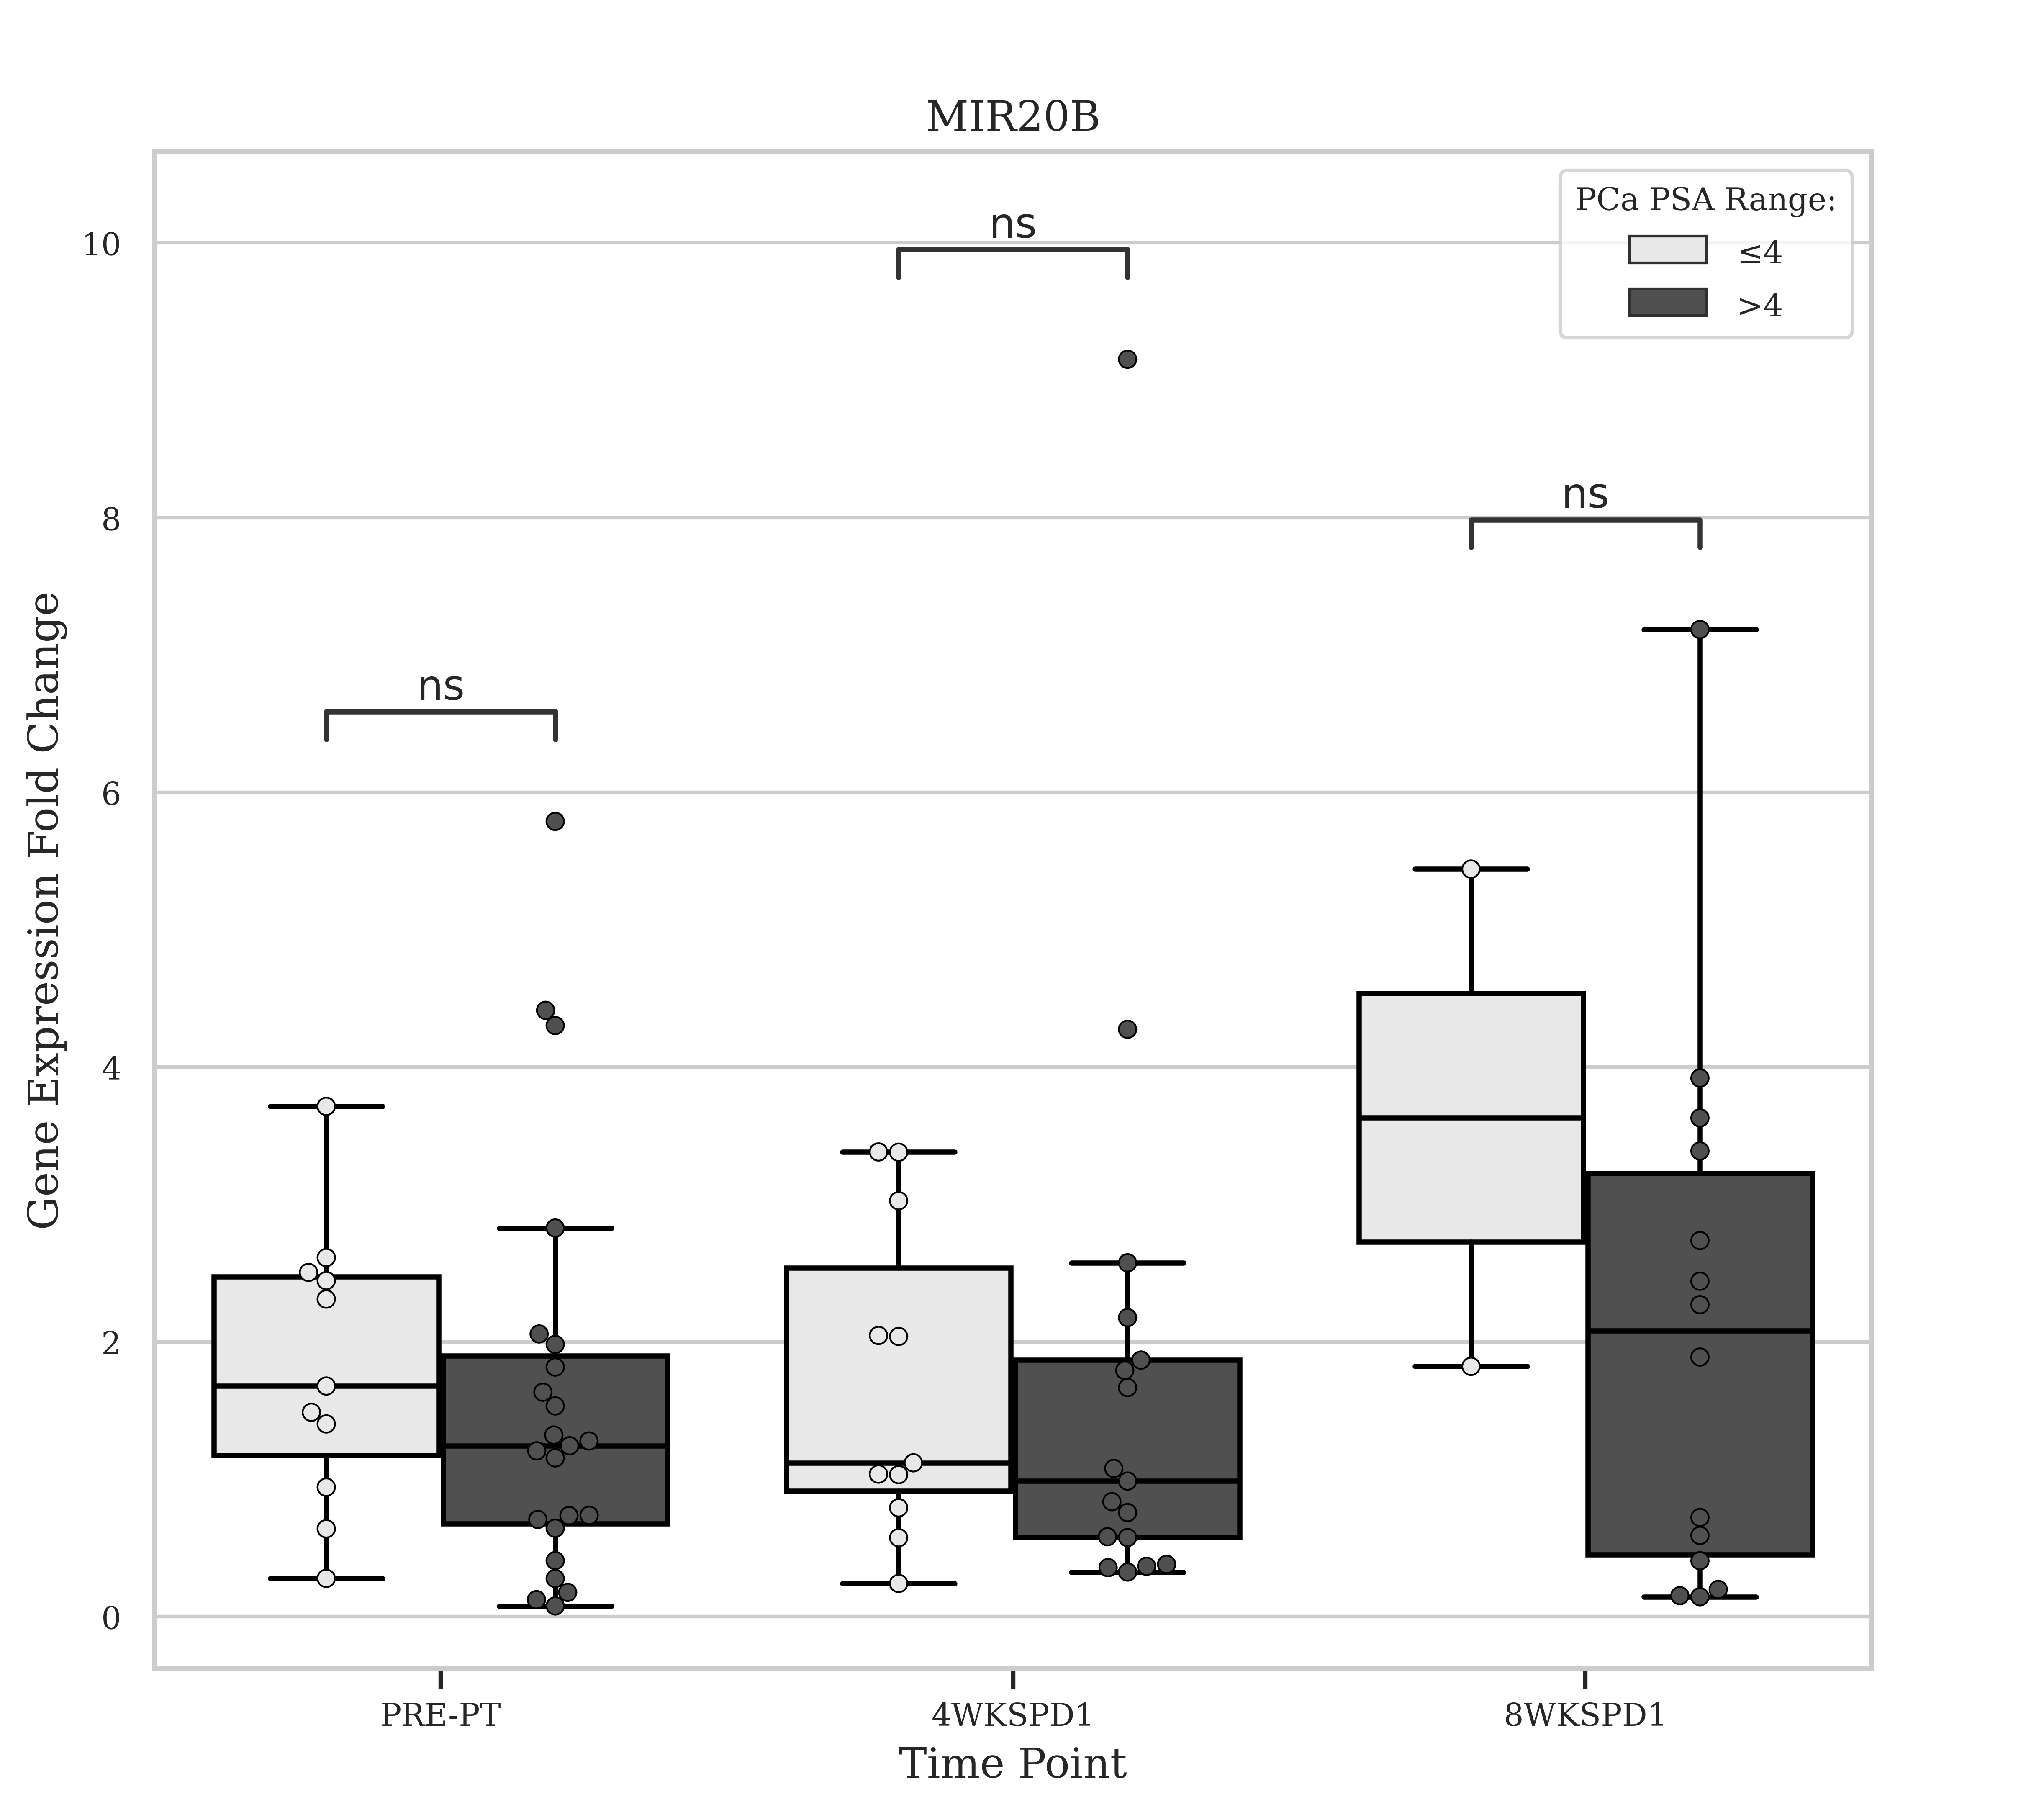 MIR20B
PCa PSA Range:
≤4
>4
ns
ns
ns
Gene Expression Fold Change
10
8
6
4
2
0
PRE-PT
4WKSPD1
8WKSPD1
Time Point